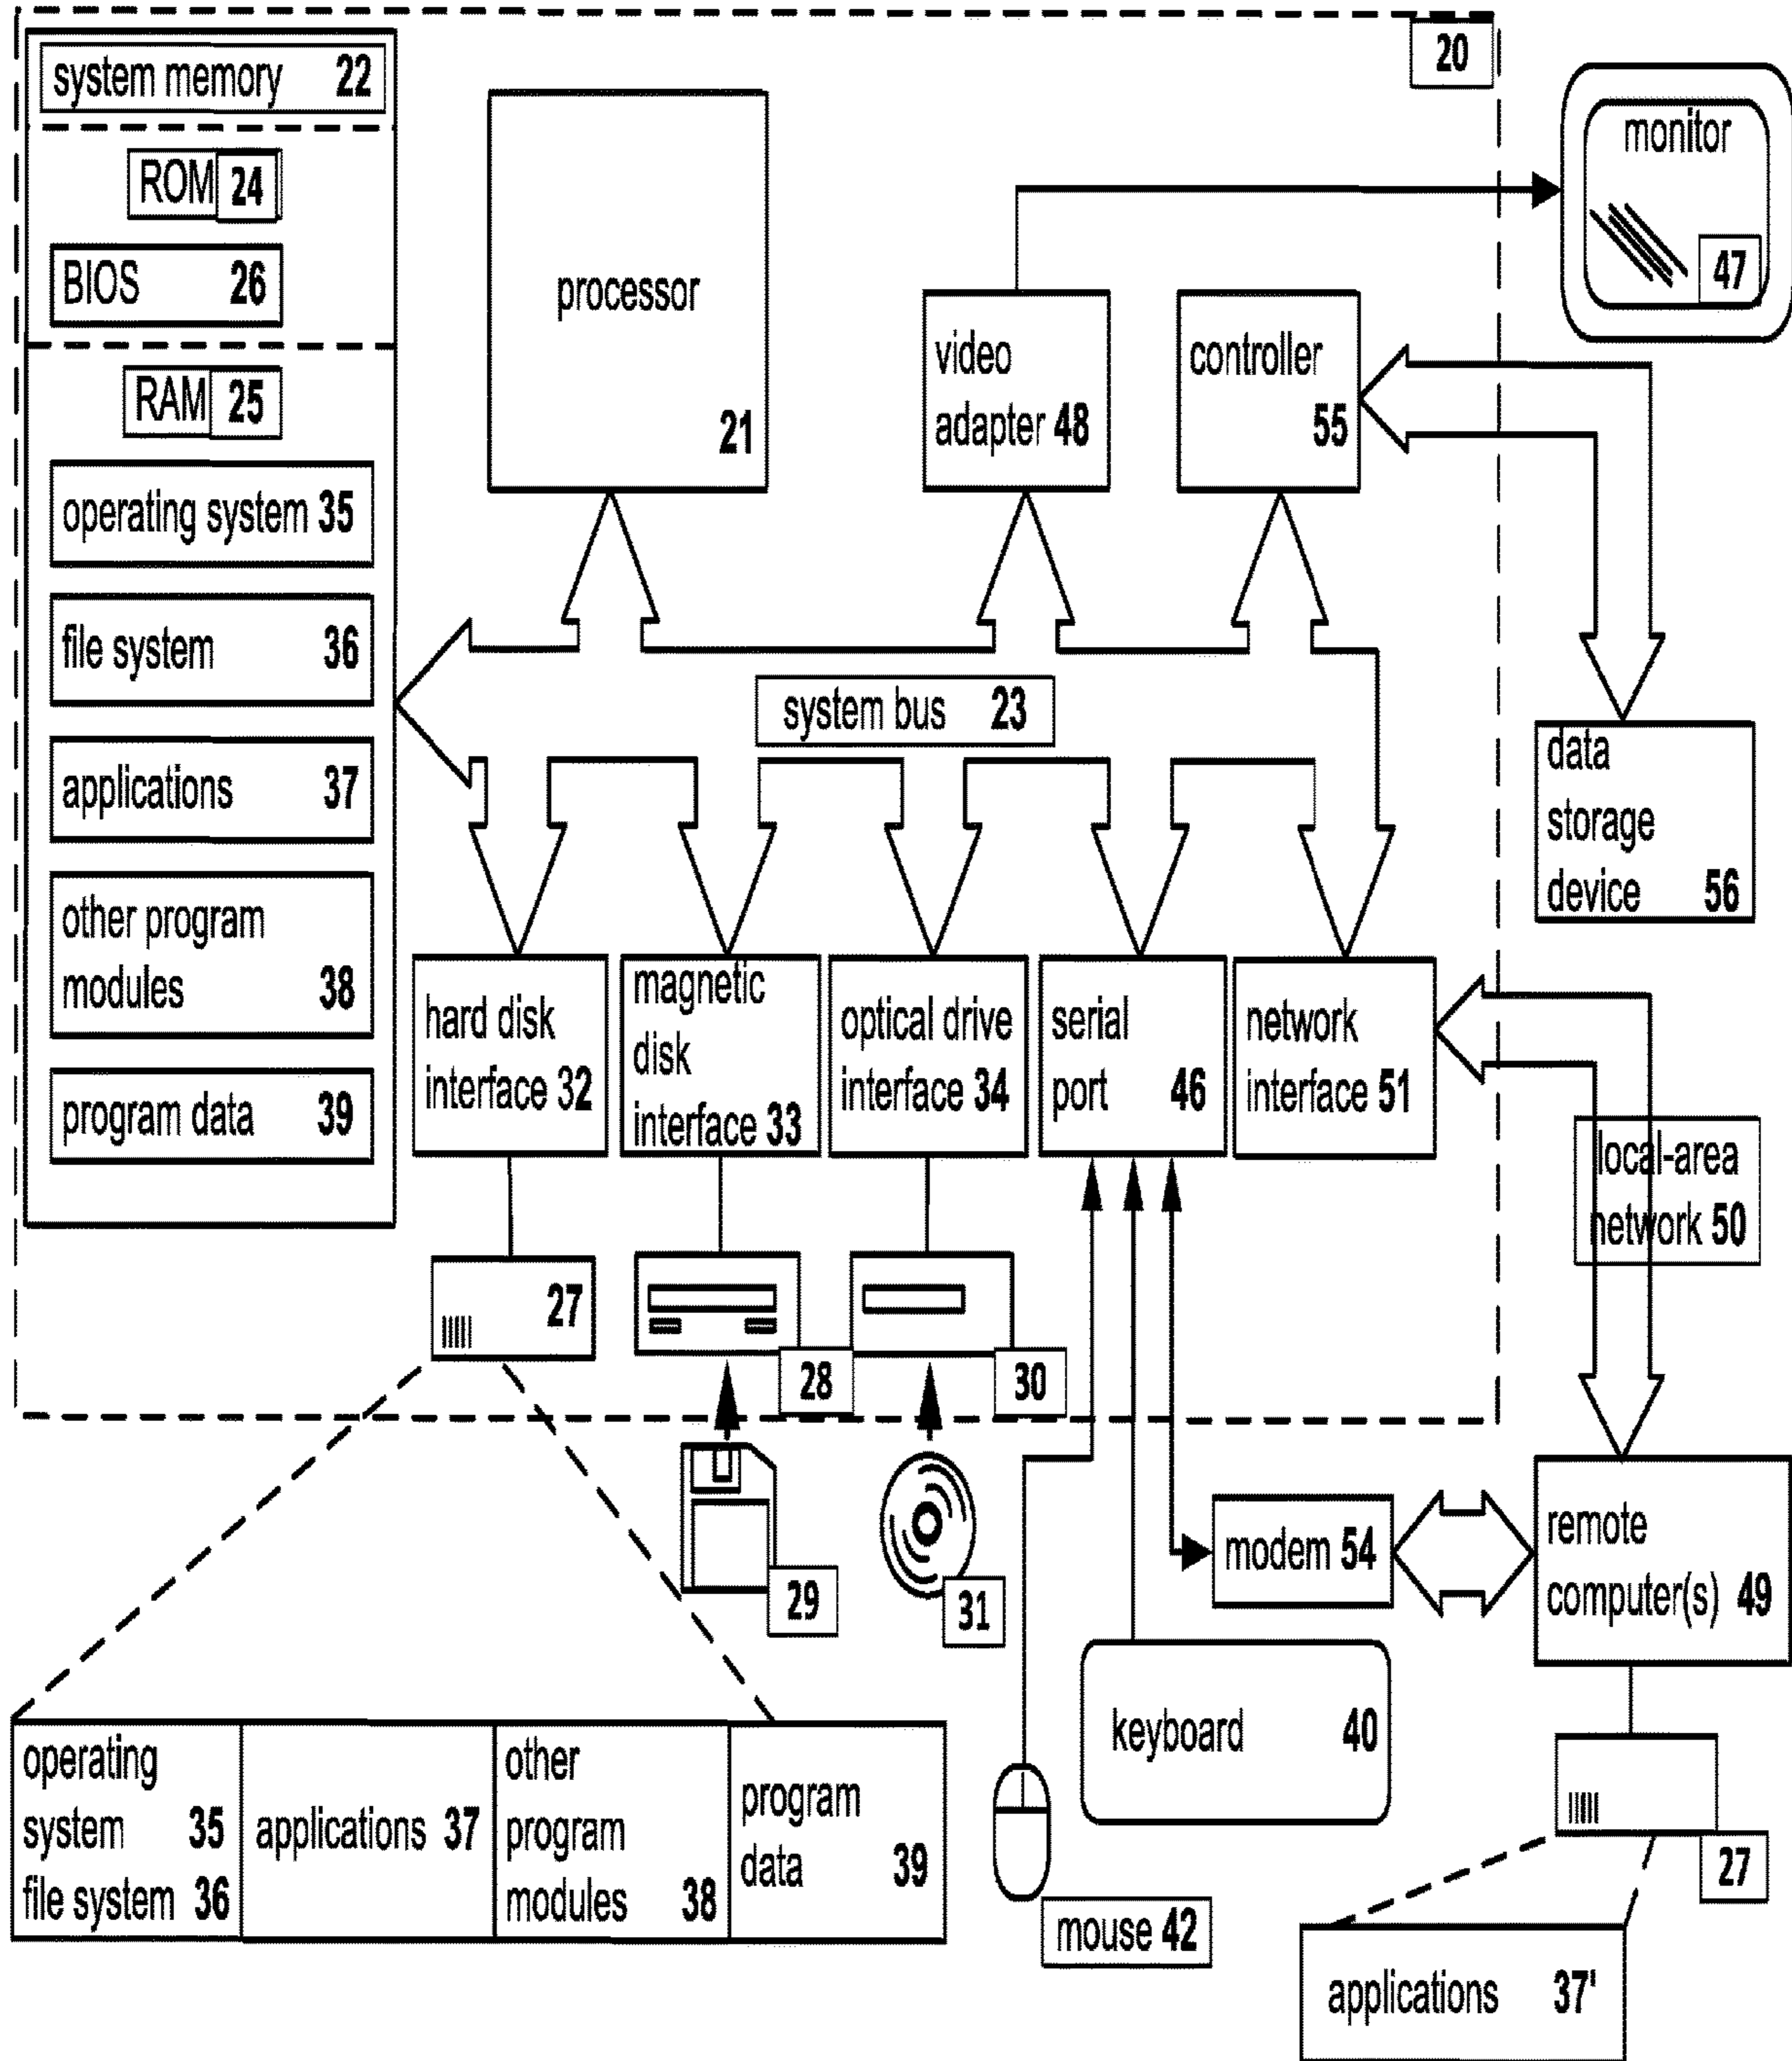 20
system memory 22
ROM 24
BIOS 26
RAM 25
operating system 35
file system 36
applications 37
other program
modules 38
program data 39
processor
21
video
adapter 48
controller
55
monitor
47
system bus 23
data
storage
device 56
hard disk
interface 32
magnetic
disk
interface 33
optical drive
interface 34
serial
port 46
network
interface 51
local-area
network 50
27
28
30
29
31
modem 54
remote
computer(s) 49
keyboard 40
mouse 42
27
applications 37'
operating
system 35
file system 36
applications 37
other
program
modules 38
program
data 39